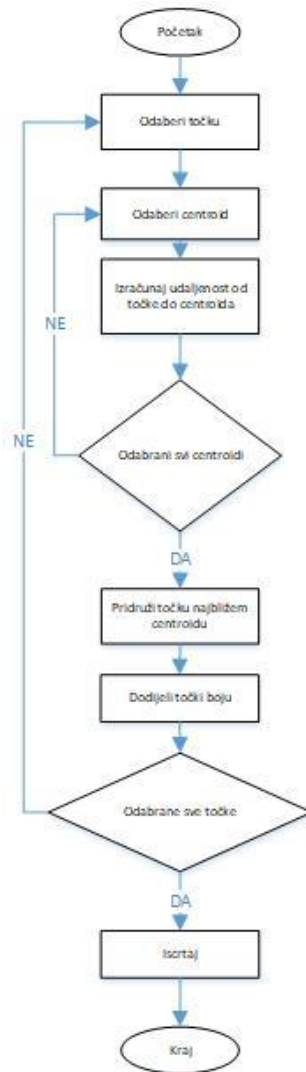 Početak
Odaberi točku
Odaberi centroid
Izračunaj udaljenost od
točke do centroida
NE
NE
Odabrani svi centroidi
DA
Pridruži točku najbližem
centroidu
Dodijeli točki boju
Odabrane sve točke
DA
Iscrtaj
Kraj